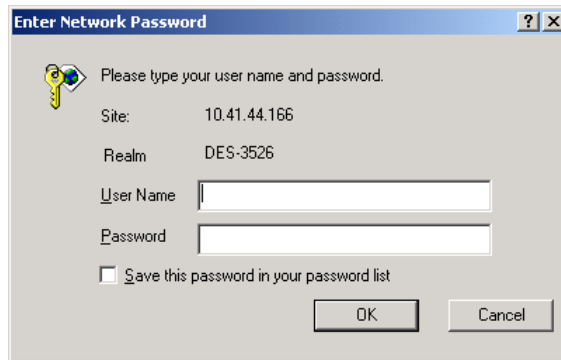 Enter Network Password
Please type your user name and password.
Site: 10.41.44.166
Realm DES-3526
User Name
Password
Save this password in your password list
OK Cancel